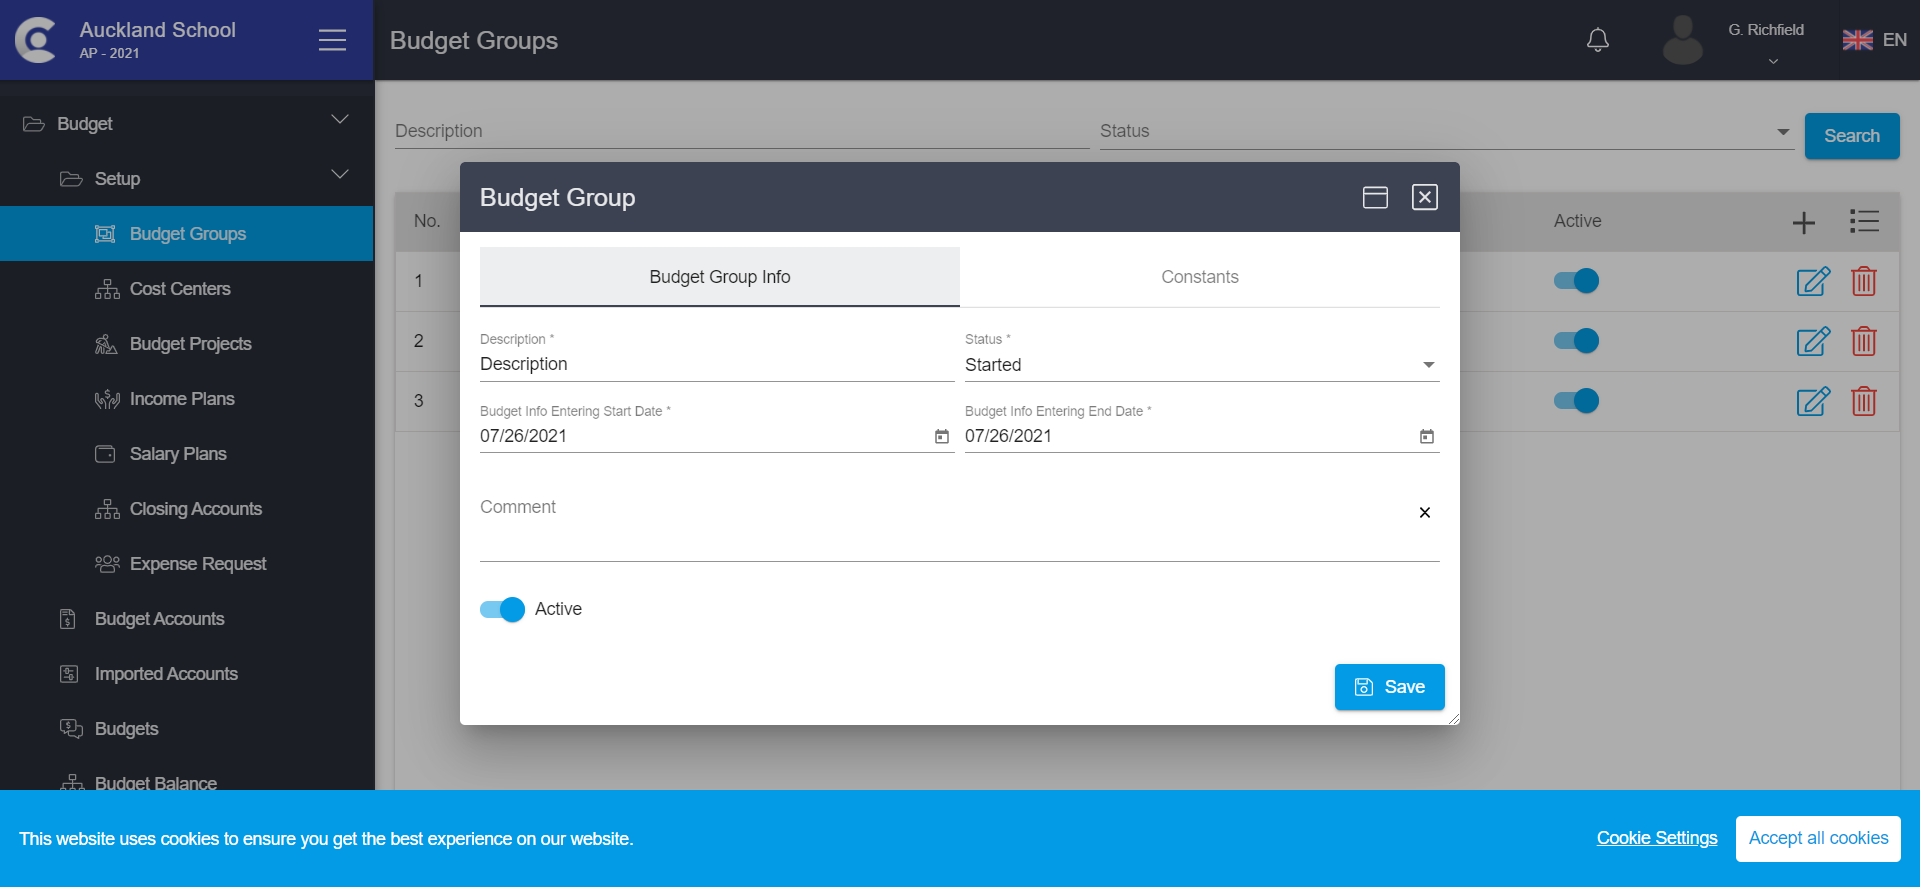 Auckland School
AP - 2021
Budget Groups
G. Richfield
EN
Budget
Setup
Budget Groups
Cost Centers
Budget Projects
Income Plans
Salary Plans
Closing Accounts
Expense Request
Budget Accounts
Imported Accounts
Budgets
Budget Balance
Description
Status
Search
No.
Active
1
2
3
Budget Group
Budget Group Info
Constants
Description *
Description
Status *
Started
Budget Info Entering Start Date *
07/26/2021
Budget Info Entering End Date *
07/26/2021
Comment
Active
Save
This website uses cookies to ensure you get the best experience on our website.
Cookie Settings
Accept all cookies